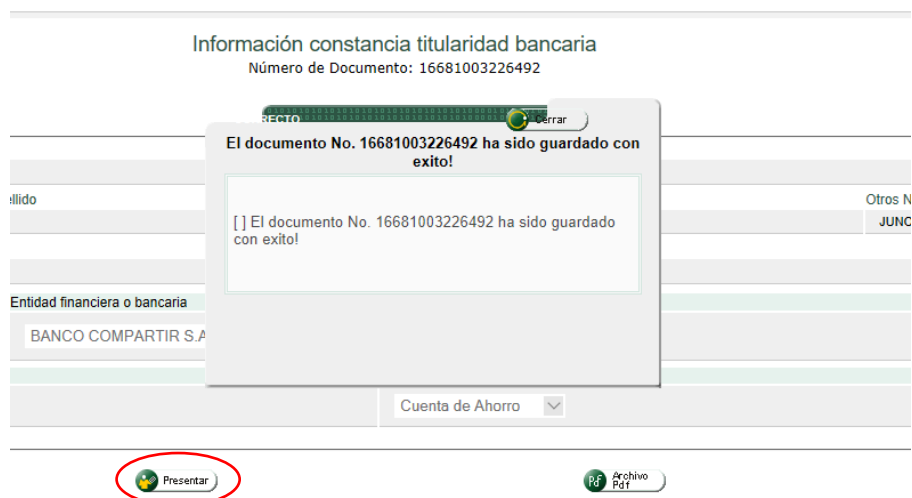 Información constancia titularidad bancaria
Número de Documento: 16681003226492
Cerrar
El documento No. 16681003226492 ha sido guardado con
exito!
[ ] El documento No. 16681003226492 ha sido guardado
con exito!
ellido
Otros N
JUNC
Entidad financiera o bancaria
BANCO COMPARTIR S.A
Cuenta de Ahorro
Presentar
Pdf Archivo
Pdf